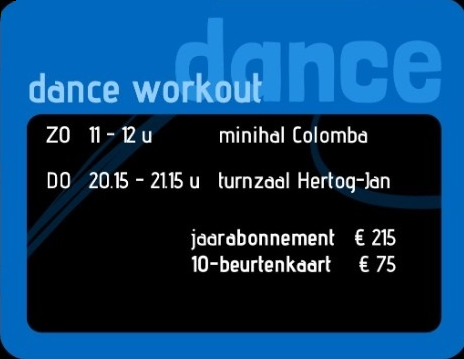 dance
dance workout
ZO 11 - 12 u minihal Colomba
DO 20.15 - 21.15 u turnzaal Hertog-Jan
jaarabonnement € 215
10-beurtenkaart € 75